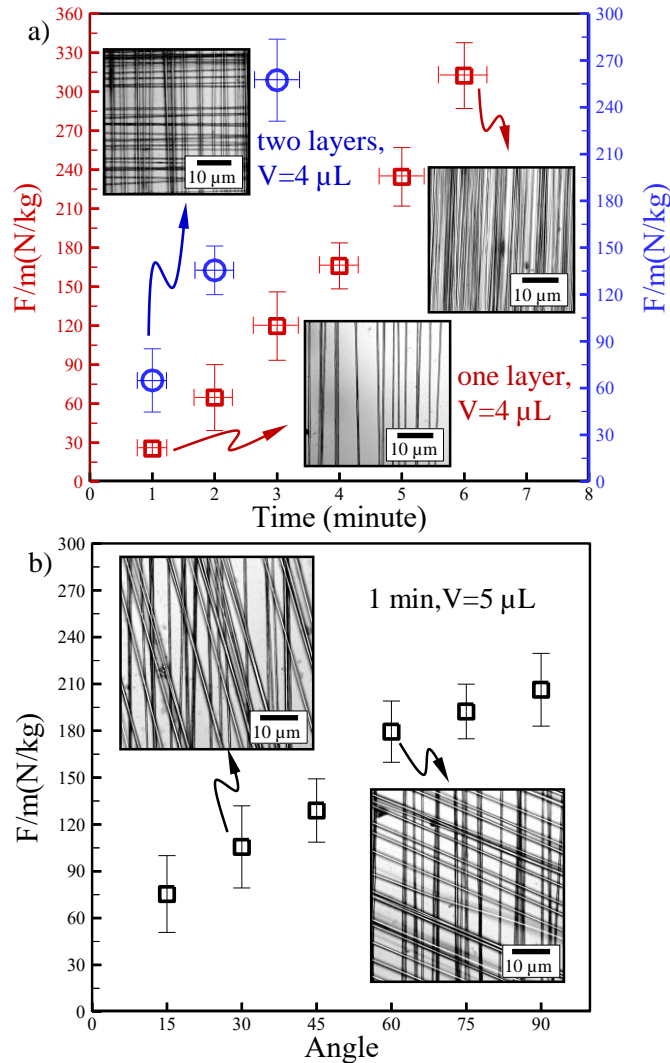 a)
360
330
300
270
240
210
180
150
120
90
60
30
0
F/m(N/kg)
300
270
240
210
180
150
120
90
60
30
0
F/m(N/kg)
10 µm
two layers,
V=4 µL
10 µm
10 µm
one layer,
V=4 µL
0 1 2 3 4 5 6 7 8
Time (minute)
b)
300
270
240
210
180
150
120
90
60
30
0
F/m(N/kg)
10 µm
1 min,V=5 µL
10 µm
0 15 30 45 60 75 90
Angle